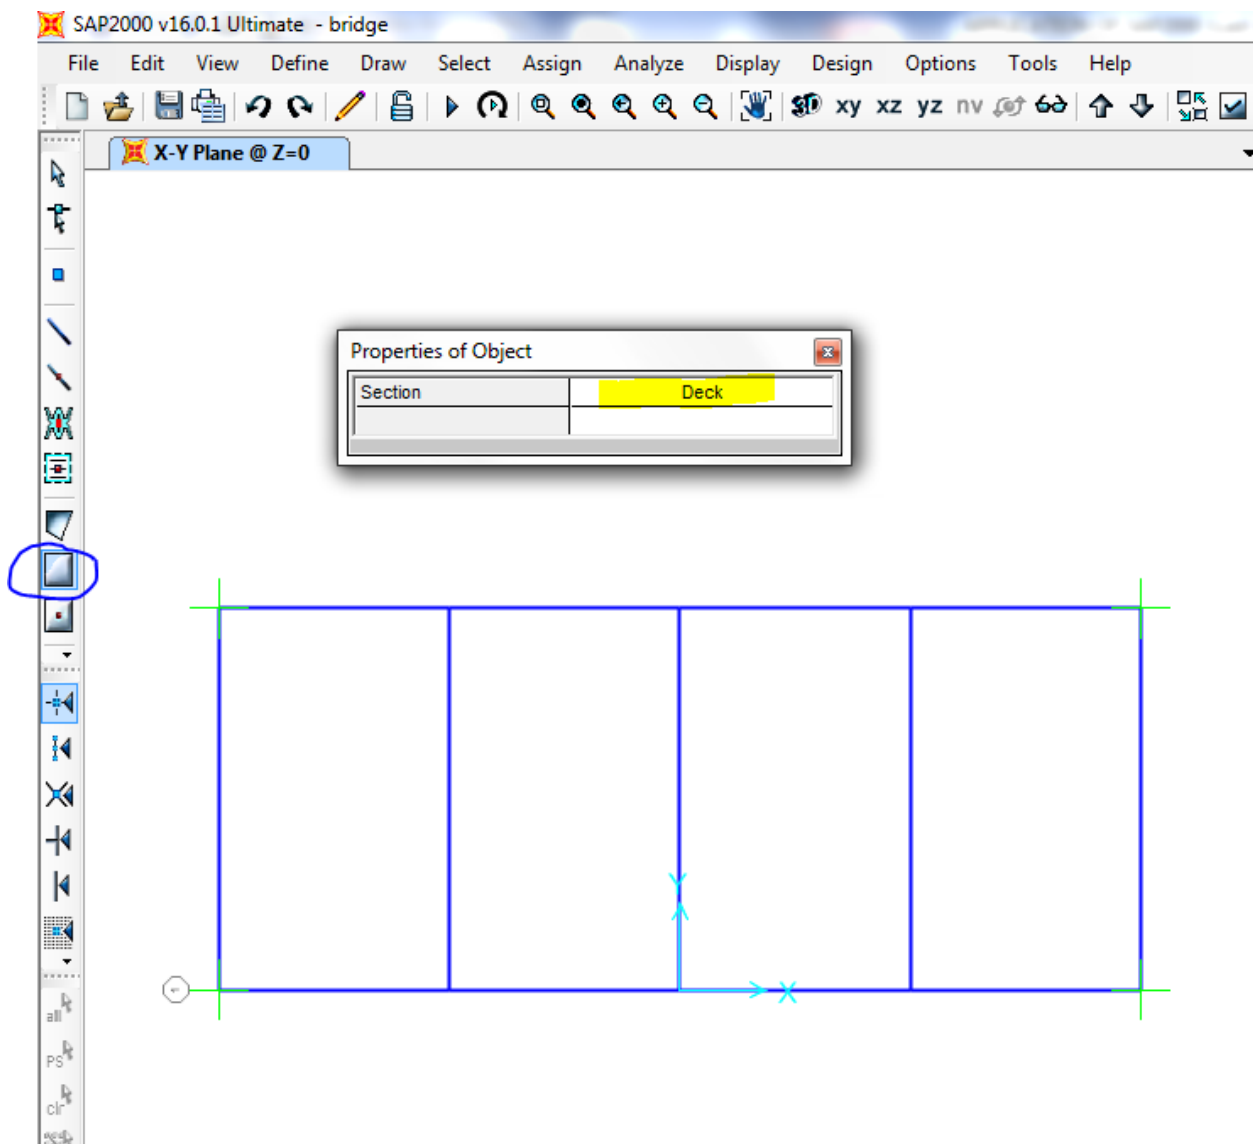 SAP2000 v16.0.1 Ultimate - bridge
File Edit View Define Draw Select Assign Analyze Display Design Options Tools Help
3D xy xz yz nv
X-Y Plane @ Z=0
Properties of Object
Section Deck
Y
X
all
PS
clr